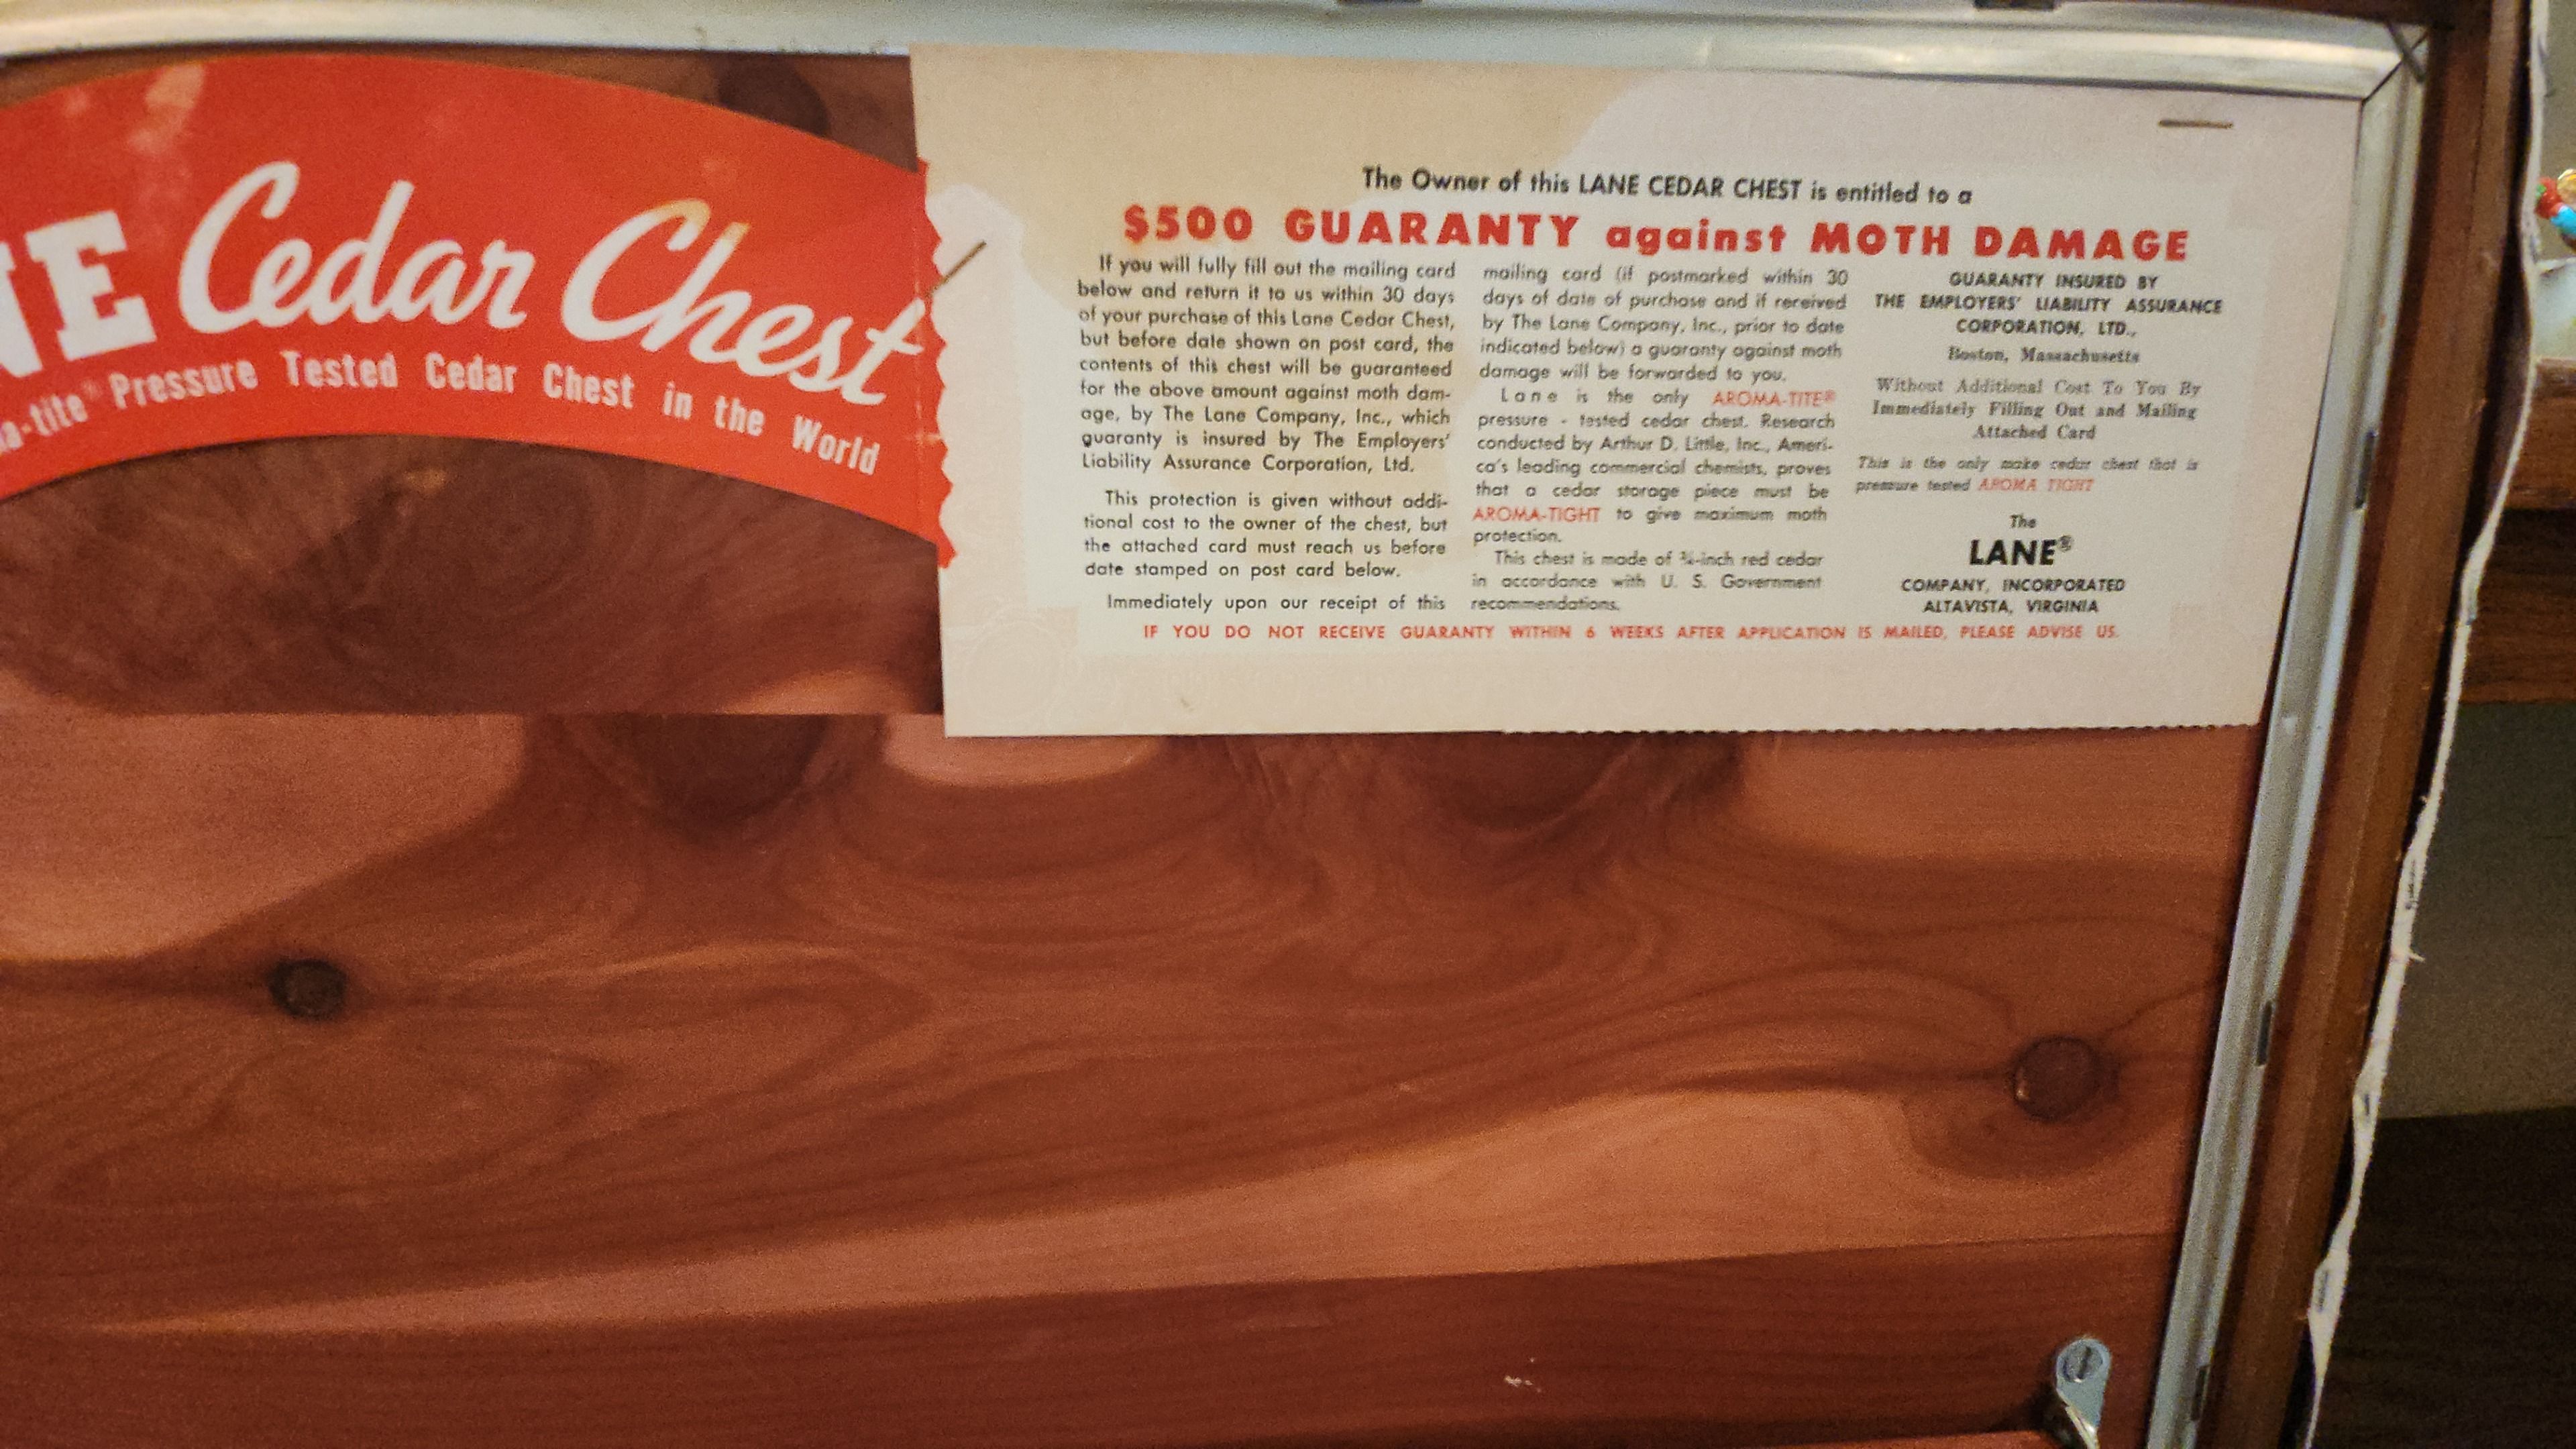 NE Cedar Chest
a-tite® Pressure Tested Cedar Chest in the World
The Owner of this LANE CEDAR CHEST is entitled to a
$500 GUARANTY against MOTH DAMAGE
If you will fully fill out the mailing card
below and return it to us within 30 days
of your purchase of this Lane Cedar Chest,
but before date shown on post card, the
contents of this chest will be guaranteed
for the above amount against moth dam-
age, by The Lane Company, Inc., which
guaranty is insured by The Employers'
Liability Assurance Corporation, Ltd.
This protection is given without addi-
tional cost to the owner of the chest, but
the attached card must reach us before
date stamped on post card below.
Immediately upon our receipt of this
mailing card (if postmarked within 30
days of date of purchase and if received
by The Lane Company, Inc., prior to date
indicated below) a guaranty against moth
damage will be forwarded to you.
Lane is the only AROMA-TITE®
pressure - tested cedar chest. Research
conducted by Arthur D. Little, Inc., Ameri-
ca's leading commercial chemists, proves
that a cedar storage piece must be
AROMA-TIGHT to give maximum moth
protection.
This chest is made of ¾-inch red cedar
in accordance with U. S. Government
recommendations.
GUARANTY INSURED BY
THE EMPLOYERS' LIABILITY ASSURANCE
CORPORATION, LTD.,
Boston, Massachusetts
Without Additional Cost To You By
Immediately Filling Out and Mailing
Attached Card
This is the only make cedar chest that is
pressure tested AROMA TIGHT
The
LANE®
COMPANY, INCORPORATED
ALTAVISTA, VIRGINIA
IF YOU DO NOT RECEIVE GUARANTY WITHIN 6 WEEKS AFTER APPLICATION IS MAILED, PLEASE ADVISE US.